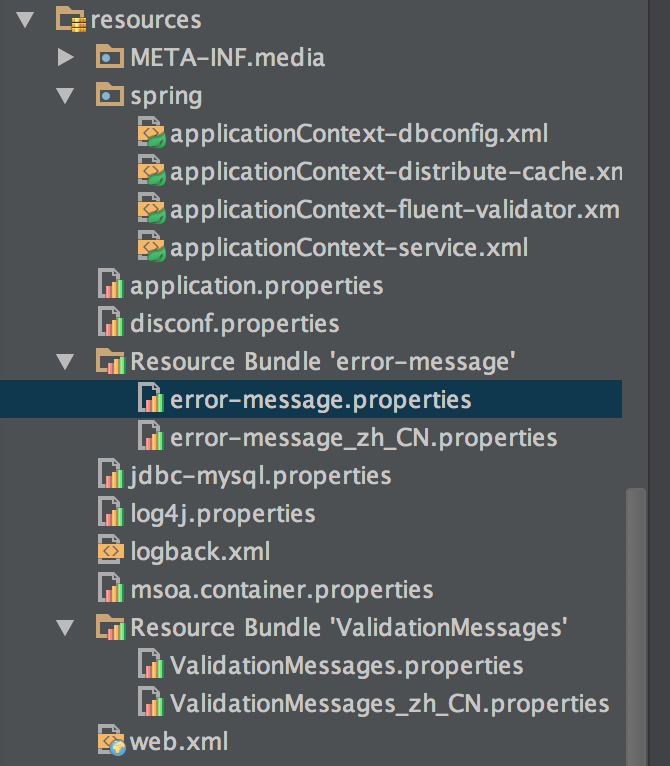 resources
META-INF.media
spring
applicationContext-dbconfig.xml
applicationContext-distribute-cache.xm
applicationContext-fluent-validator.xm
applicationContext-service.xml
application.properties
disconf.properties
Resource Bundle 'error-message'
error-message.properties
error-message_zh_CN.properties
jdbc-mysql.properties
log4j.properties
logback.xml
msoa.container.properties
Resource Bundle 'ValidationMessages'
ValidationMessages.properties
ValidationMessages_zh_CN.properties
web.xml